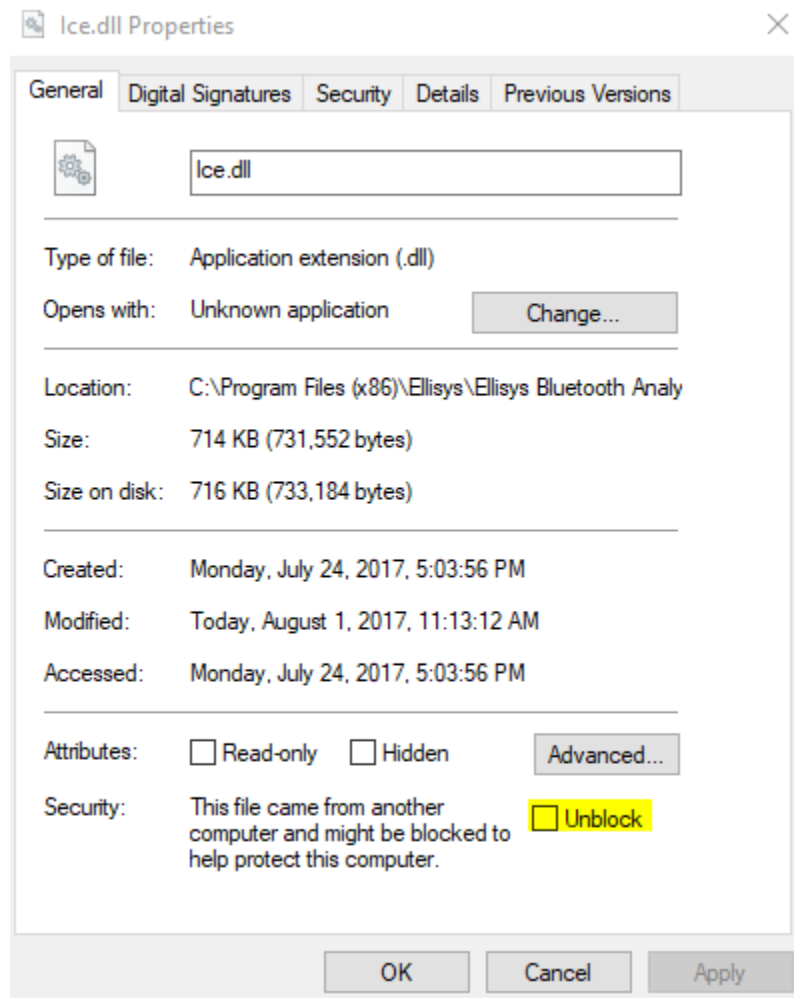 Ice.dll Properties
General Digital Signatures Security Details Previous Versions
Ice.dll
Type of file: Application extension (.dll)
Opens with: Unknown application Change...
Location: C:\Program Files (x86)\Ellisys\Ellisys Bluetooth Analy
Size: 714 KB (731,552 bytes)
Size on disk: 716 KB (733,184 bytes)
Created: Monday, July 24, 2017, 5:03:56 PM
Modified: Today, August 1, 2017, 11:13:12 AM
Accessed: Monday, July 24, 2017, 5:03:56 PM
Attributes: Read-only Hidden Advanced...
Security: This file came from another
computer and might be blocked to
help protect this computer.
Unblock
OK Cancel Apply